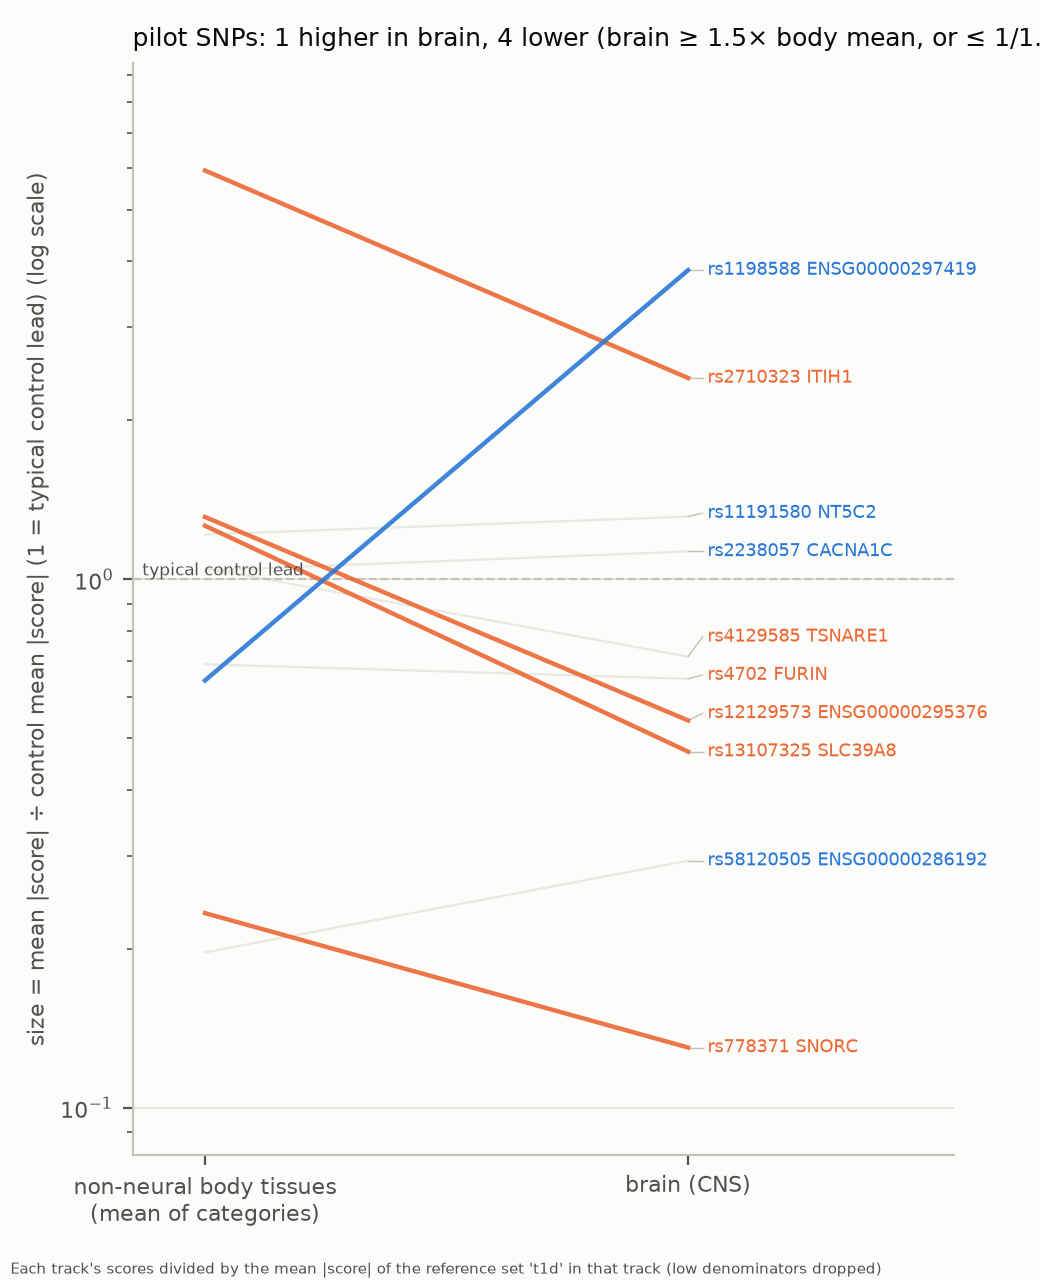 pilot SNPs: 1 higher in brain, 4 lower (brain ≥ 1.5× body mean, or ≤ 1/1.
size = mean |score| ÷ control mean |score| (1 = typical control lead) (log scale)
rs1198588 ENSG00000297419
rs2710323 ITIH1
rs11191580 NT5C2
rs2238057 CACNA1C
typical control lead
10⁰
rs4129585 TSNARE1
rs4702 FURIN
rs12129573 ENSG00000295376
rs13107325 SLC39A8
rs58120505 ENSG00000286192
rs778371 SNORC
10⁻¹
non-neural body tissues
(mean of categories)
brain (CNS)
Each track's scores divided by the mean |score| of the reference set 't1d' in that track (low denominators dropped)